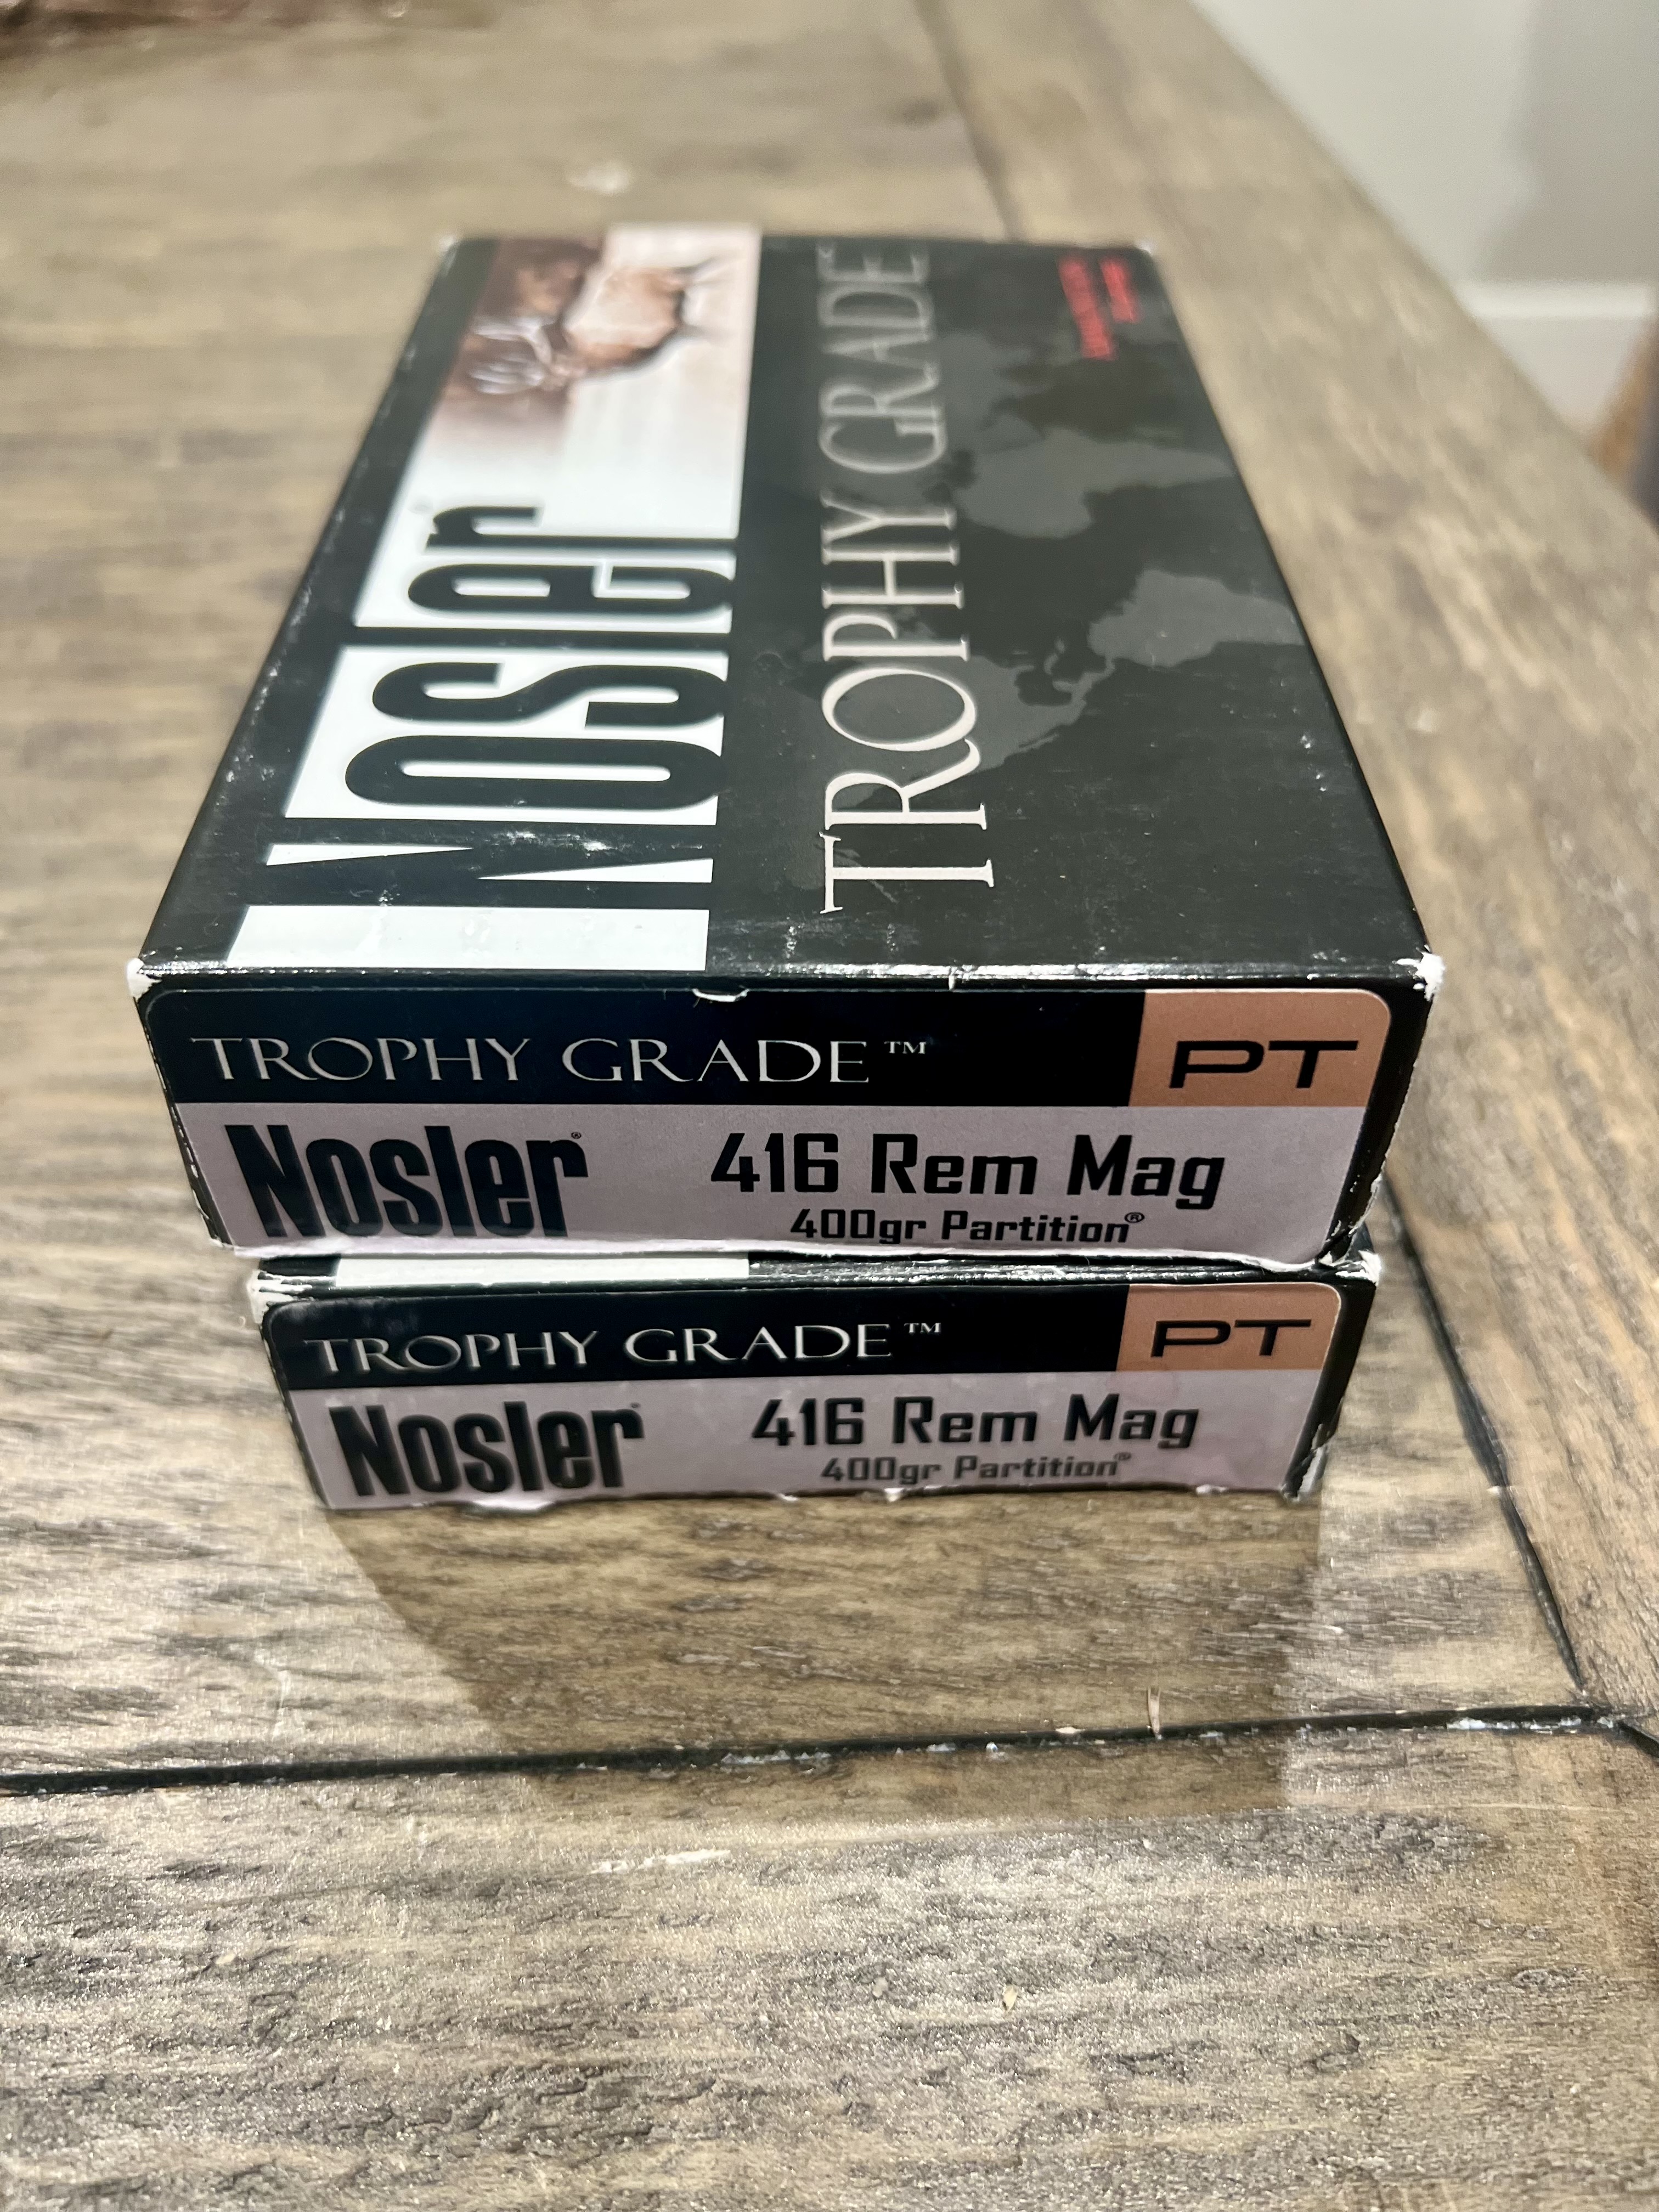 Nosler
TROPHY GRADE
TROPHY GRADE™
PT
Nosler®
416 Rem Mag
400gr Partition®
TROPHY GRADE™
PT
Nosler®
416 Rem Mag
400gr Partition®